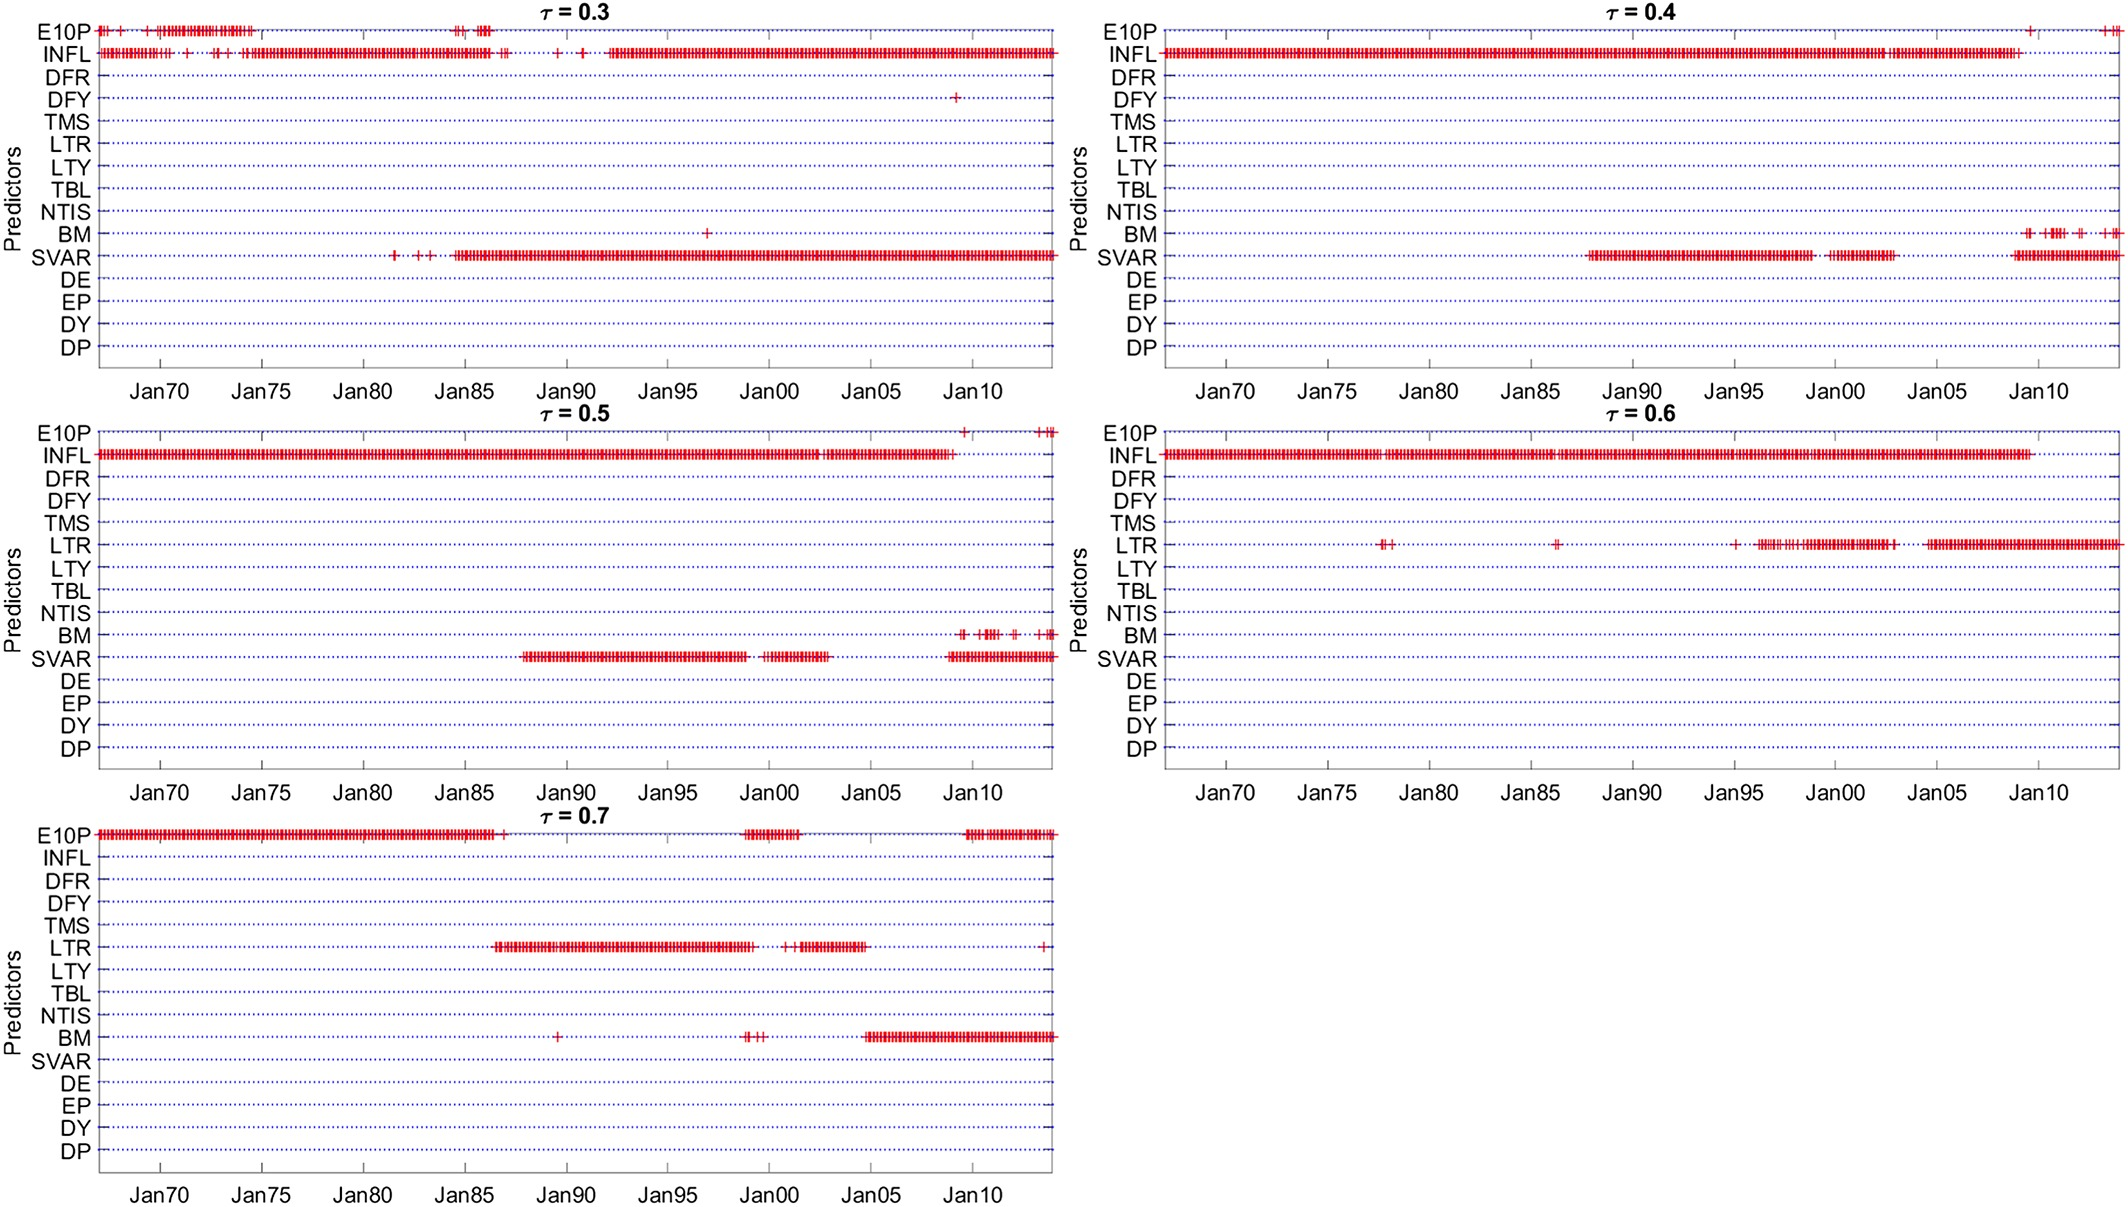 τ = 0.3
Predictors
E10P
INFL
DFR
DFY
TMS
LTR
LTY
TBL
NTIS
BM
SVAR
DE
EP
DY
DP
Jan70 Jan75 Jan80 Jan85 Jan90 Jan95 Jan00 Jan05 Jan10
τ = 0.4
Predictors
E10P
INFL
DFR
DFY
TMS
LTR
LTY
TBL
NTIS
BM
SVAR
DE
EP
DY
DP
Jan70 Jan75 Jan80 Jan85 Jan90 Jan95 Jan00 Jan05 Jan10
τ = 0.5
Predictors
E10P
INFL
DFR
DFY
TMS
LTR
LTY
TBL
NTIS
BM
SVAR
DE
EP
DY
DP
Jan70 Jan75 Jan80 Jan85 Jan90 Jan95 Jan00 Jan05 Jan10
τ = 0.6
Predictors
E10P
INFL
DFR
DFY
TMS
LTR
LTY
TBL
NTIS
BM
SVAR
DE
EP
DY
DP
Jan70 Jan75 Jan80 Jan85 Jan90 Jan95 Jan00 Jan05 Jan10
τ = 0.7
Predictors
E10P
INFL
DFR
DFY
TMS
LTR
LTY
TBL
NTIS
BM
SVAR
DE
EP
DY
DP
Jan70 Jan75 Jan80 Jan85 Jan90 Jan95 Jan00 Jan05 Jan10